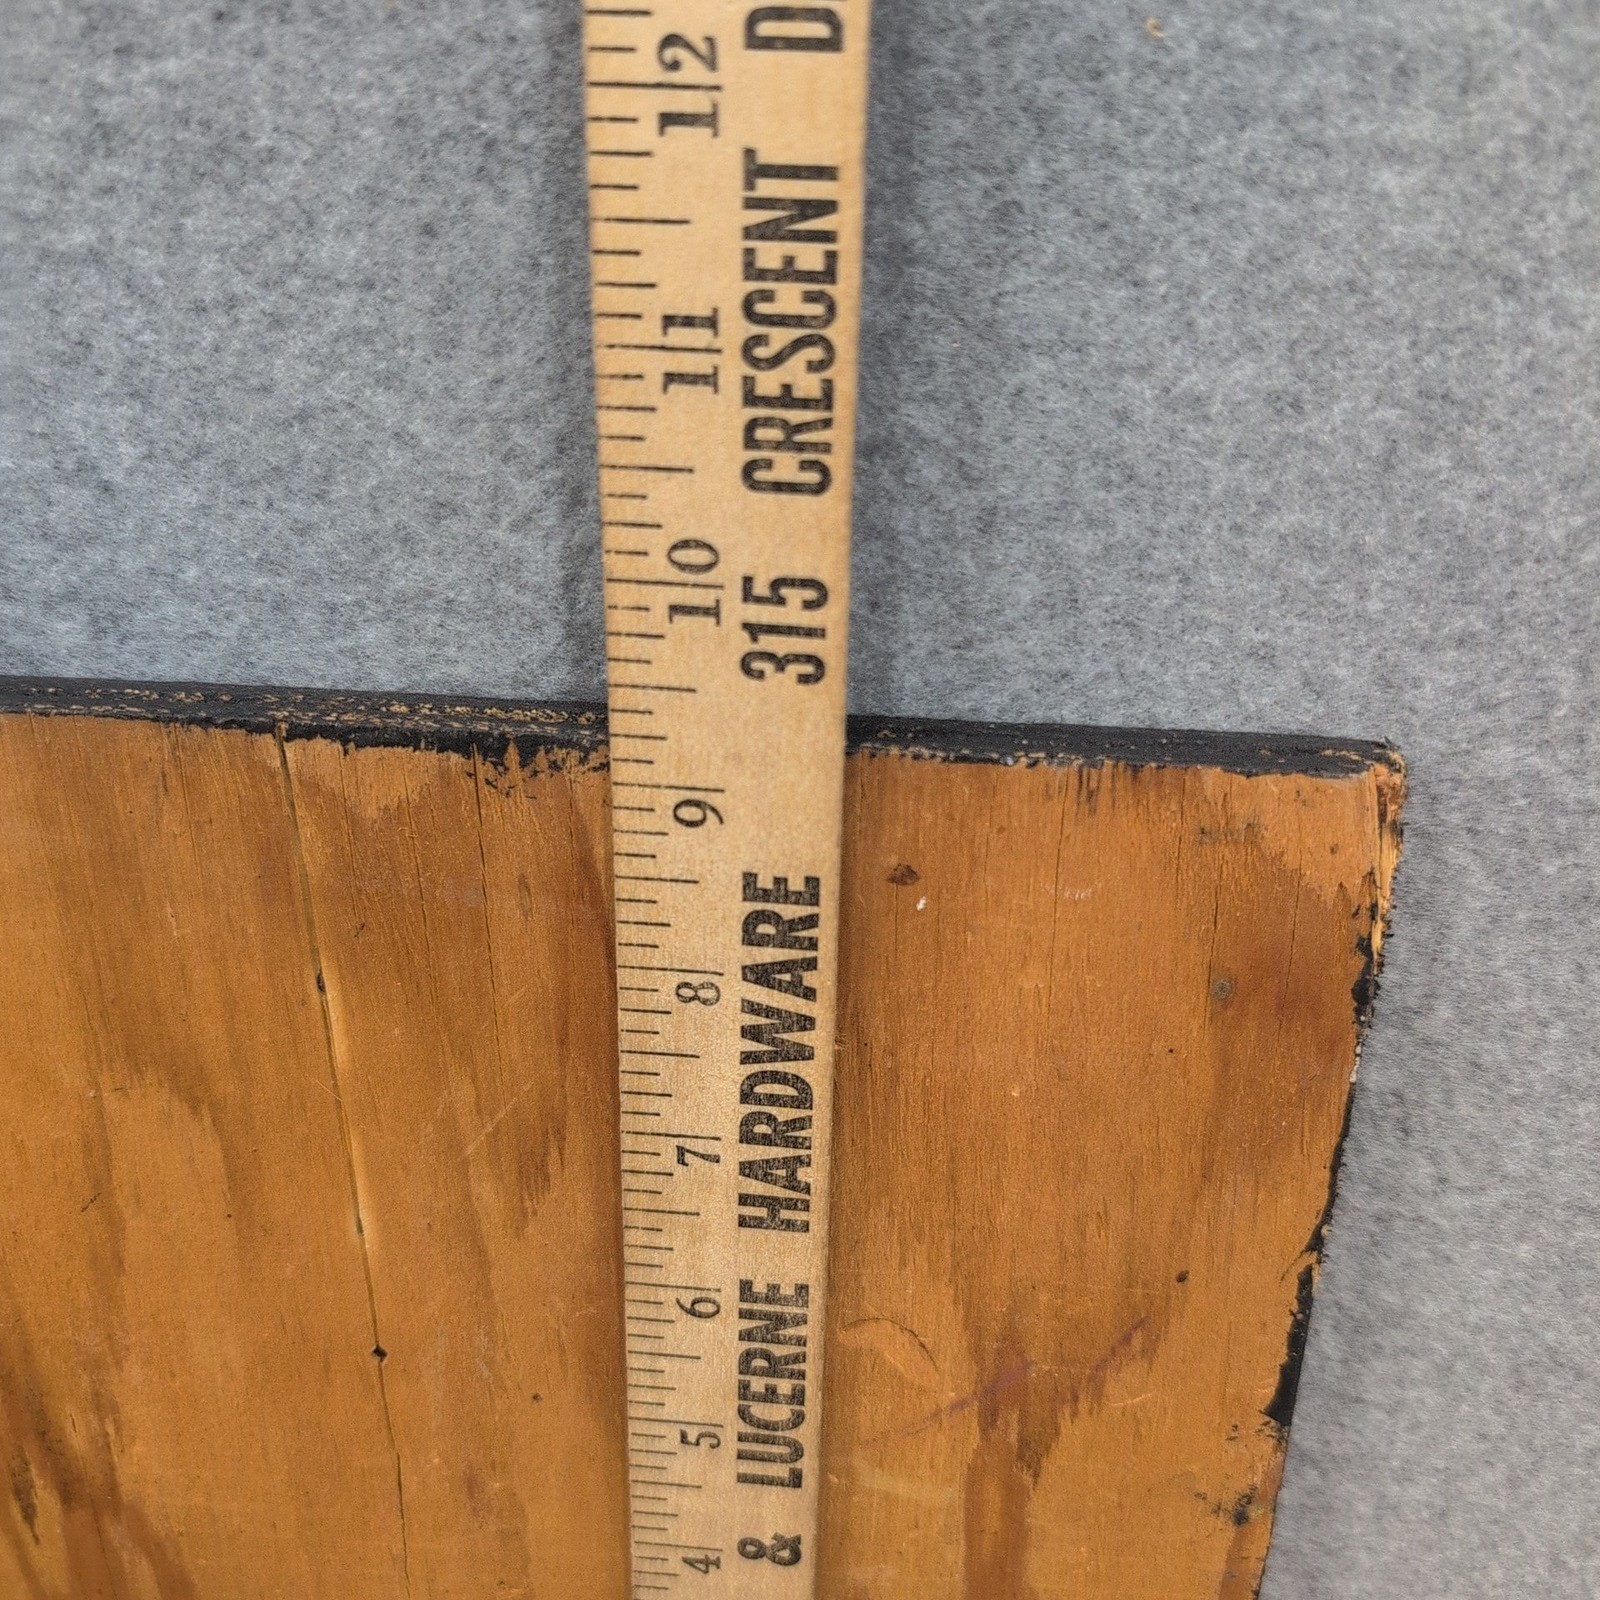 4 5 6 7 8 9 10 11 12
& LUCERNE HARDWARE 315 CRESCENT